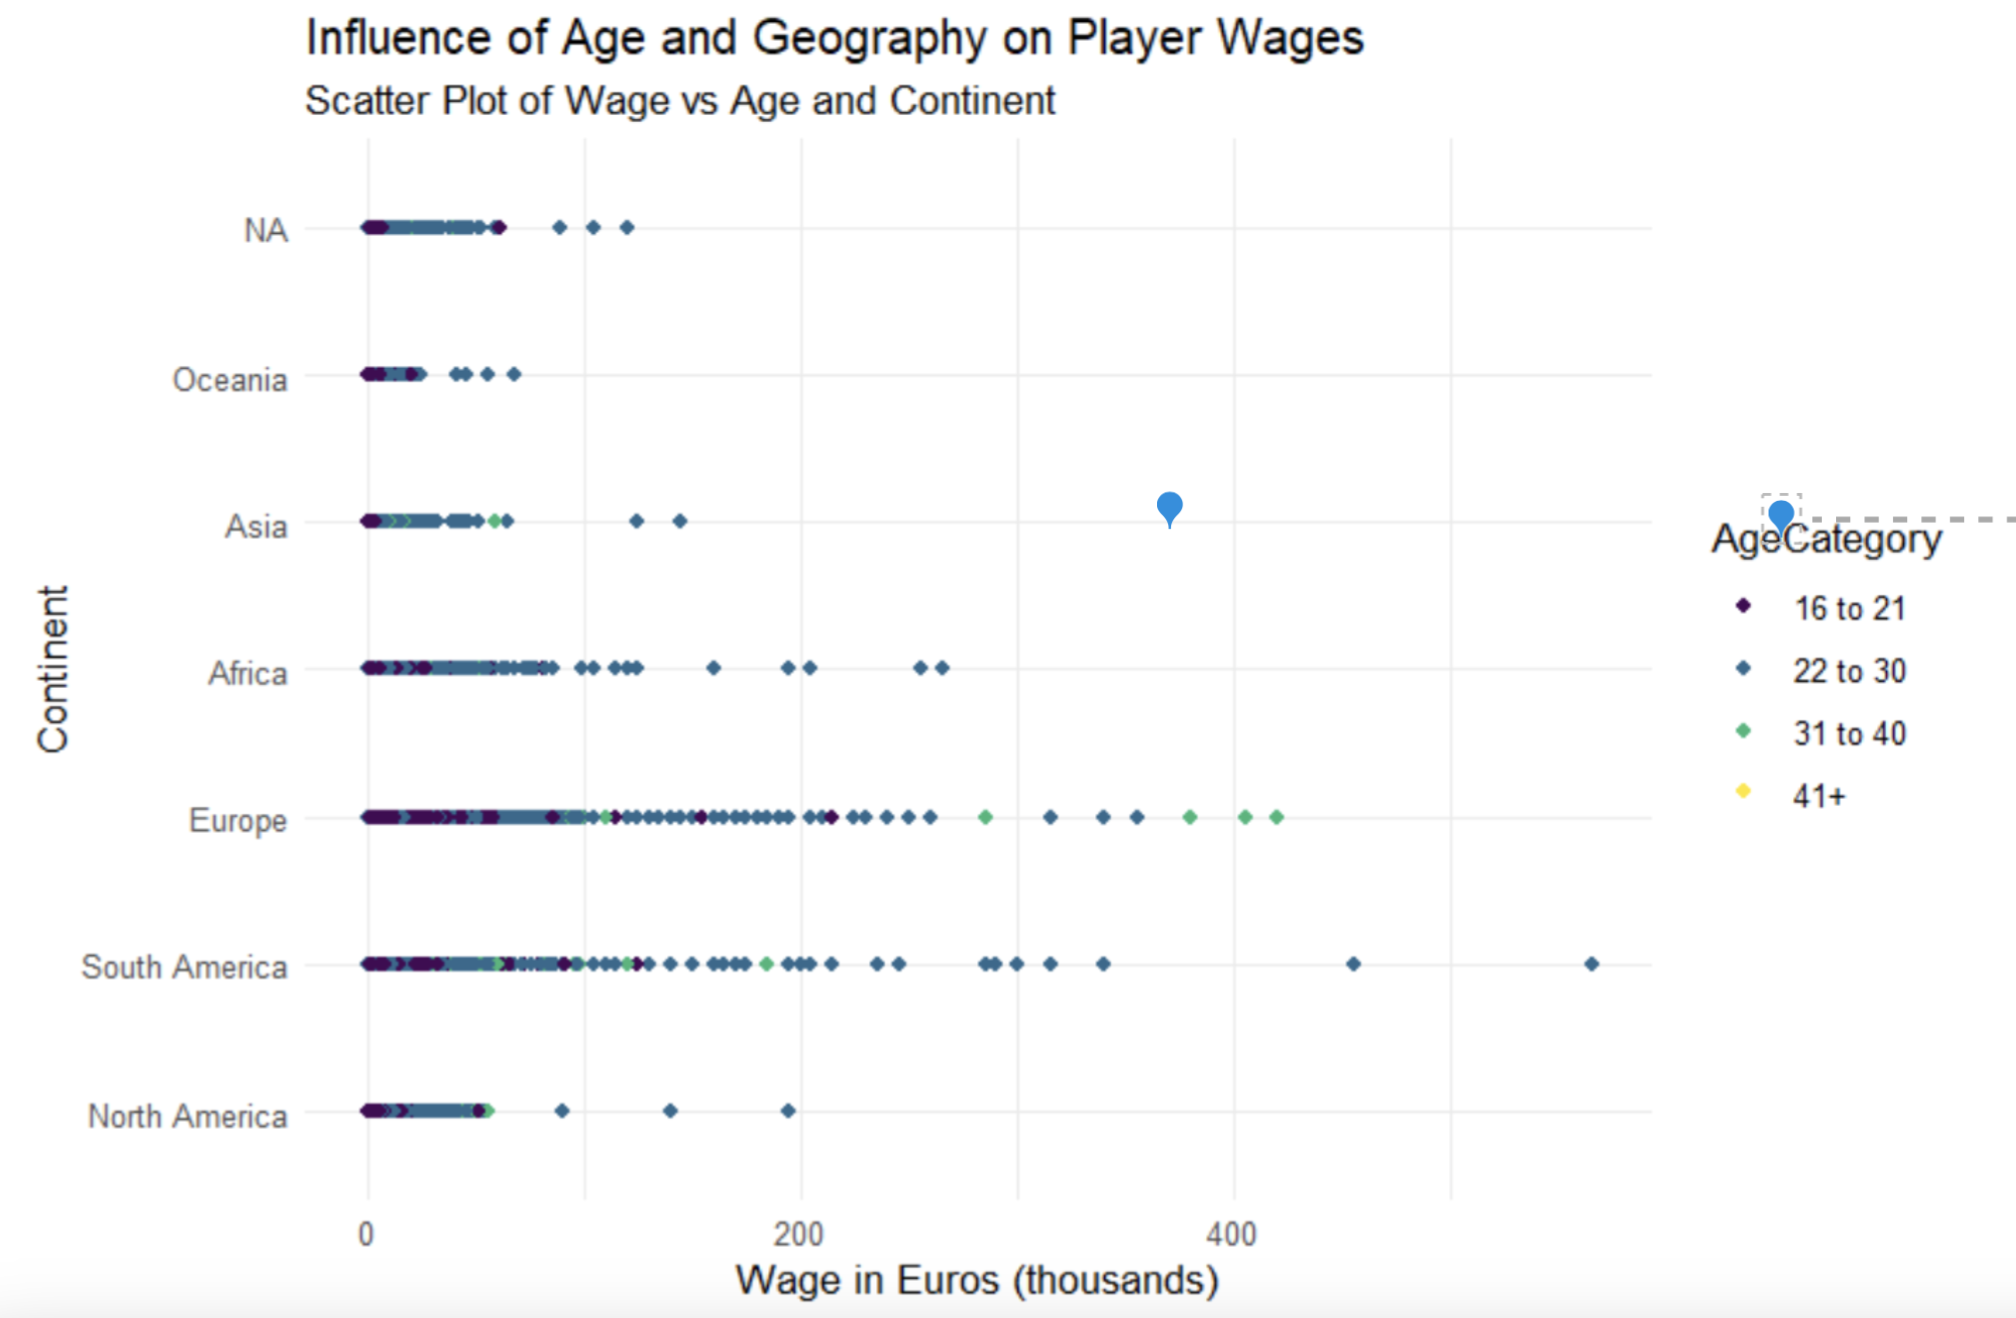 Influence of Age and Geography on Player Wages
Scatter Plot of Wage vs Age and Continent
NA
Oceania
Asia
Africa
Europe
South America
North America
Continent
0 200 400
Wage in Euros (thousands)
AgeCategory
16 to 21
22 to 30
31 to 40
41+